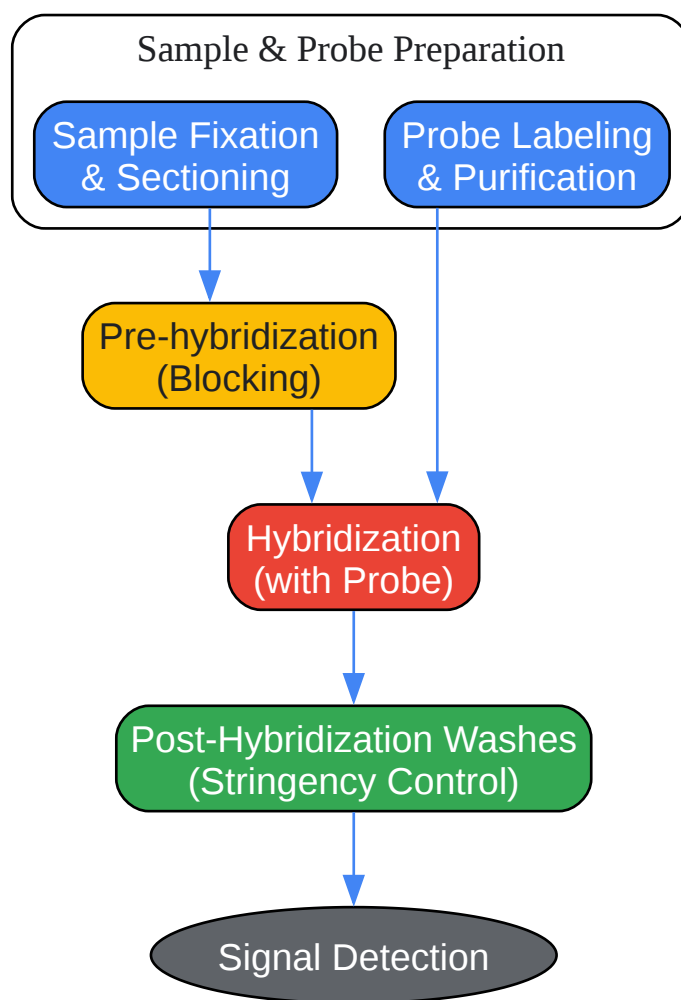 Sample & Probe Preparation
Sample Fixation
& Sectioning
Probe Labeling
& Purification
Pre-hybridization
(Blocking)
Hybridization
(with Probe)
Post-Hybridization Washes
(Stringency Control)
Signal Detection